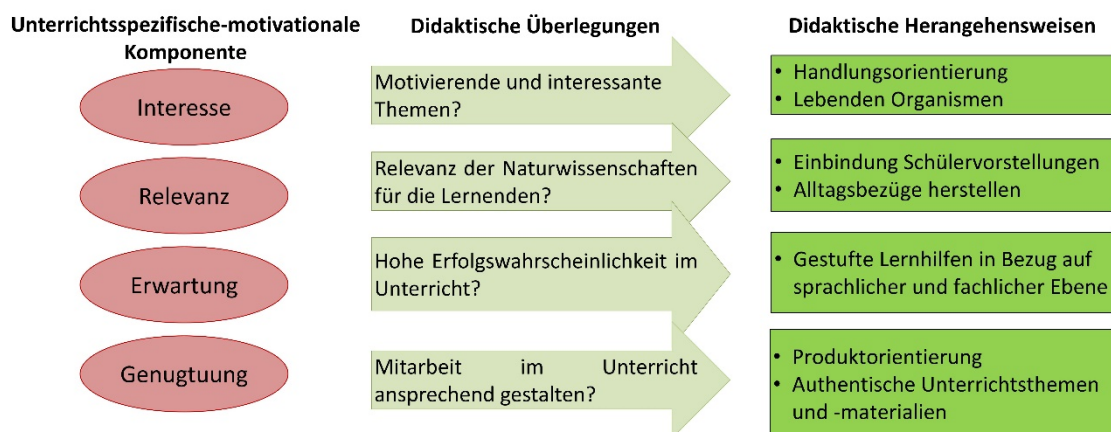 Unterrichtsspezifische-motivationale
Komponente
Didaktische Überlegungen
Didaktische Herangehensweisen
Interesse
Motivierende und interessante
Themen?
• Handlungsorientierung
• Lebenden Organismen
Relevanz
Relevanz der Naturwissenschaften
für die Lernenden?
• Einbindung Schülervorstellungen
• Alltagsbezüge herstellen
Erwartung
Hohe Erfolgswahrscheinlichkeit im
Unterricht?
• Gestufte Lernhilfen in Bezug auf
sprachlicher und fachlicher Ebene
Genugtuung
Mitarbeit im Unterricht
ansprechend gestalten?
• Produktorientierung
• Authentische Unterrichtsthemen
und -materialien